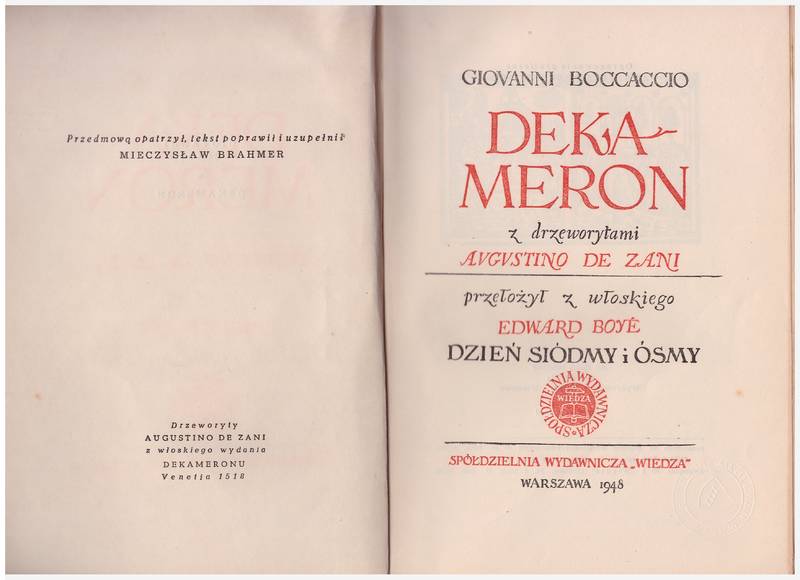 Przedmową opatrzył, tekst poprawił i uzupełnił
MIECZYSŁAW BRAHMER
Drzeworyty
AUGUSTINO DE ZANI
z włoskiego wydania
DEKAMERONU
Venetia 1518
GIOVANNI BOCCACCIO
DEKA-
MERON
z drzeworytami
AVGVSTINO DE ZANI
przełożył z włoskiego
EDWARD BOYÉ
DZIEŃ SIÓDMY i ÓSMY
SPÓŁDZIELNIA WYDAWNICZA
WIEDZA
SPÓŁDZIELNIA WYDAWNICZA „WIEDZA"
WARSZAWA 1948